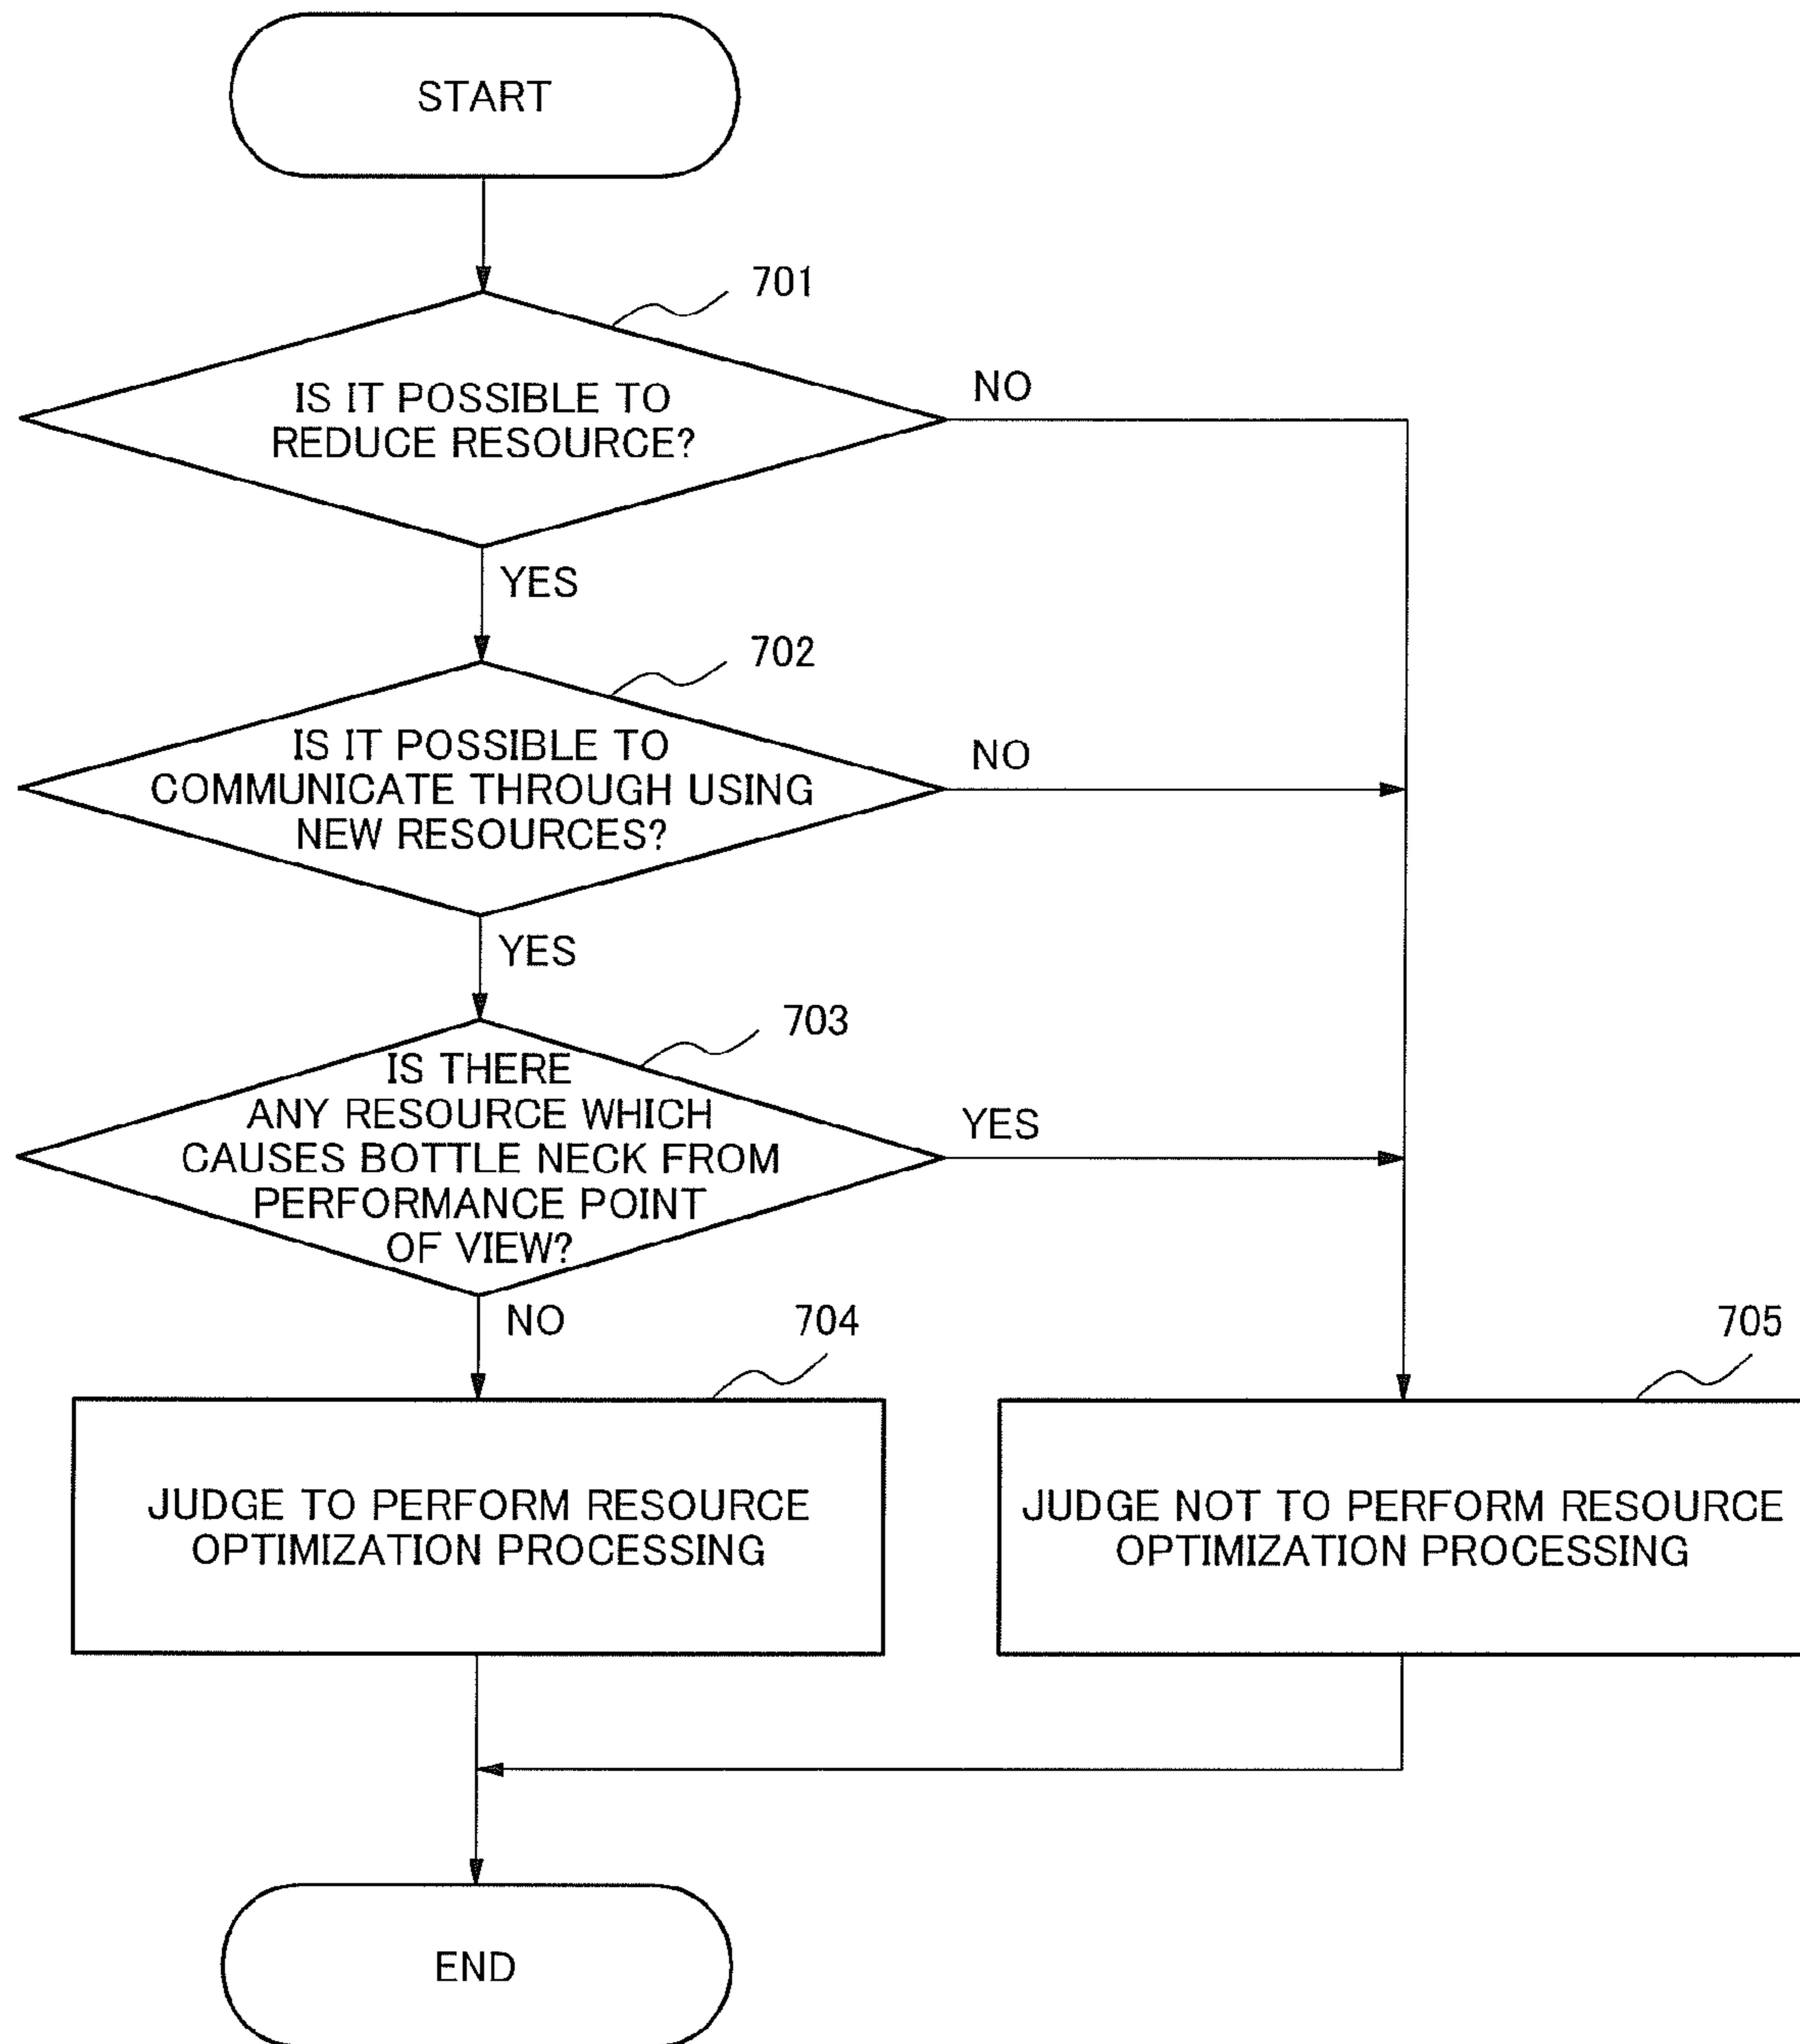 START
701
IS IT POSSIBLE TO
REDUCE RESOURCE?
NO
YES
702
IS IT POSSIBLE TO
COMMUNICATE THROUGH USING
NEW RESOURCES?
NO
YES
703
IS THERE
ANY RESOURCE WHICH
CAUSES BOTTLE NECK FROM
PERFORMANCE POINT
OF VIEW?
YES
NO
704
JUDGE TO PERFORM RESOURCE
OPTIMIZATION PROCESSING
705
JUDGE NOT TO PERFORM RESOURCE
OPTIMIZATION PROCESSING
END